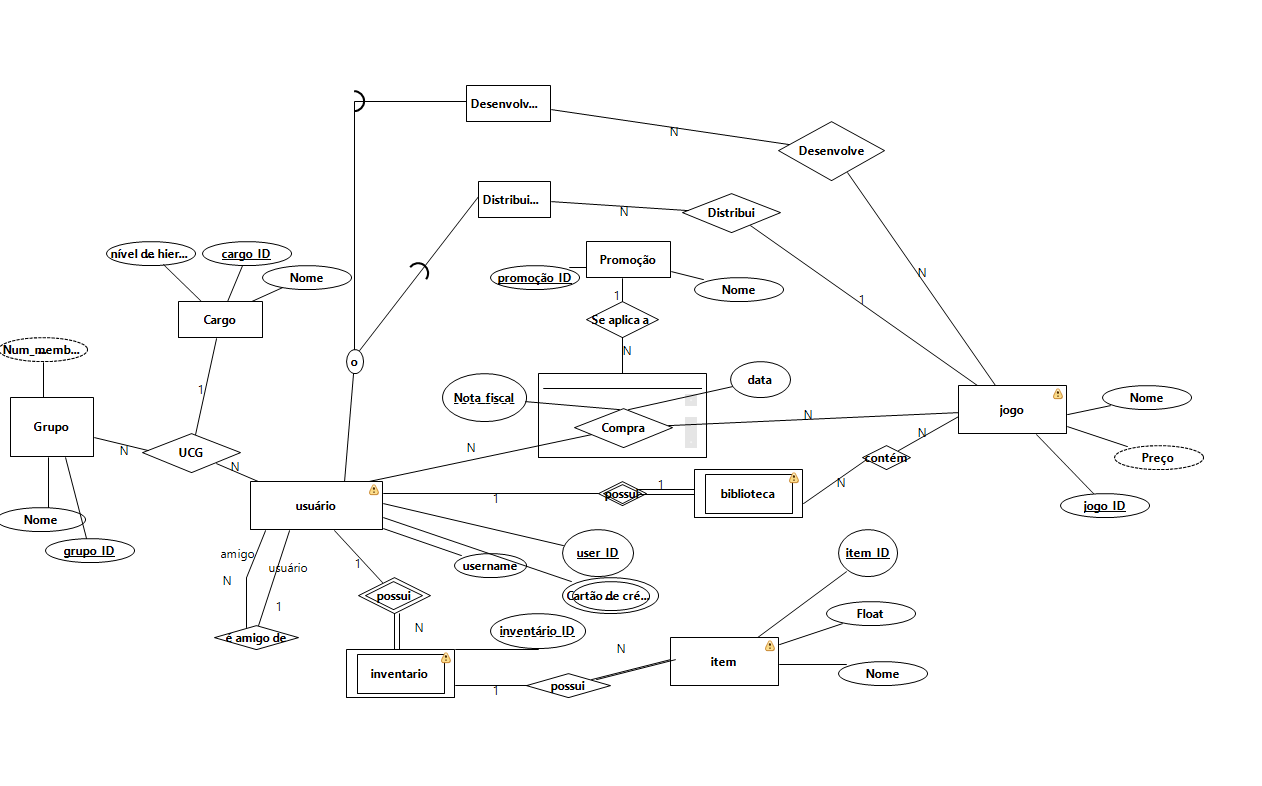 Desenvolv...
N
Desenvolve
Distribui...
N
Distribui
nível de hier...
cargo_ID
Nome
Promoção
promoção_ID
Nome
N
1
1
Cargo
Se aplica a
Num_memb...
N
o
data
1
Nota_fiscal
jogo
Nome
Grupo
Compra
N
N
N
N
UCG
N
contém
Preço
1
possui
1
biblioteca
N
usuário
jogo_ID
Nome
grupo_ID
amigo
usuário
1
username
user_ID
item_ID
N
1
possui
Cartão de cré...
Float
é amigo de
N
inventário_ID
N
item
inventario
1
possui
Nome